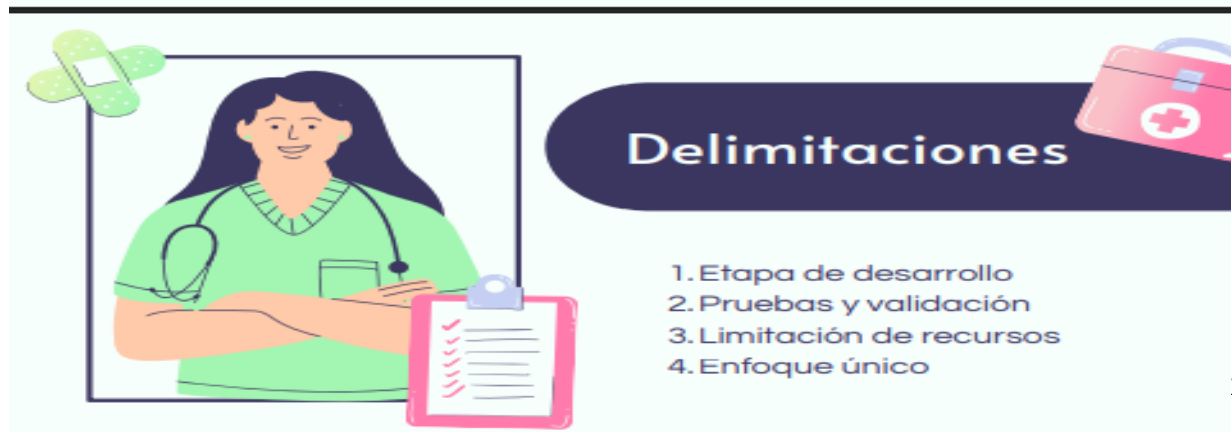 Delimitaciones
1. Etapa de desarrollo
2. Pruebas y validación
3. Limitación de recursos
4. Enfoque único